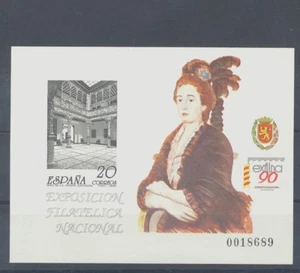 20
ESPAÑA CORREOS
EXPOSICION
FILATELICA
NACIONAL
exfilna
90
0018689